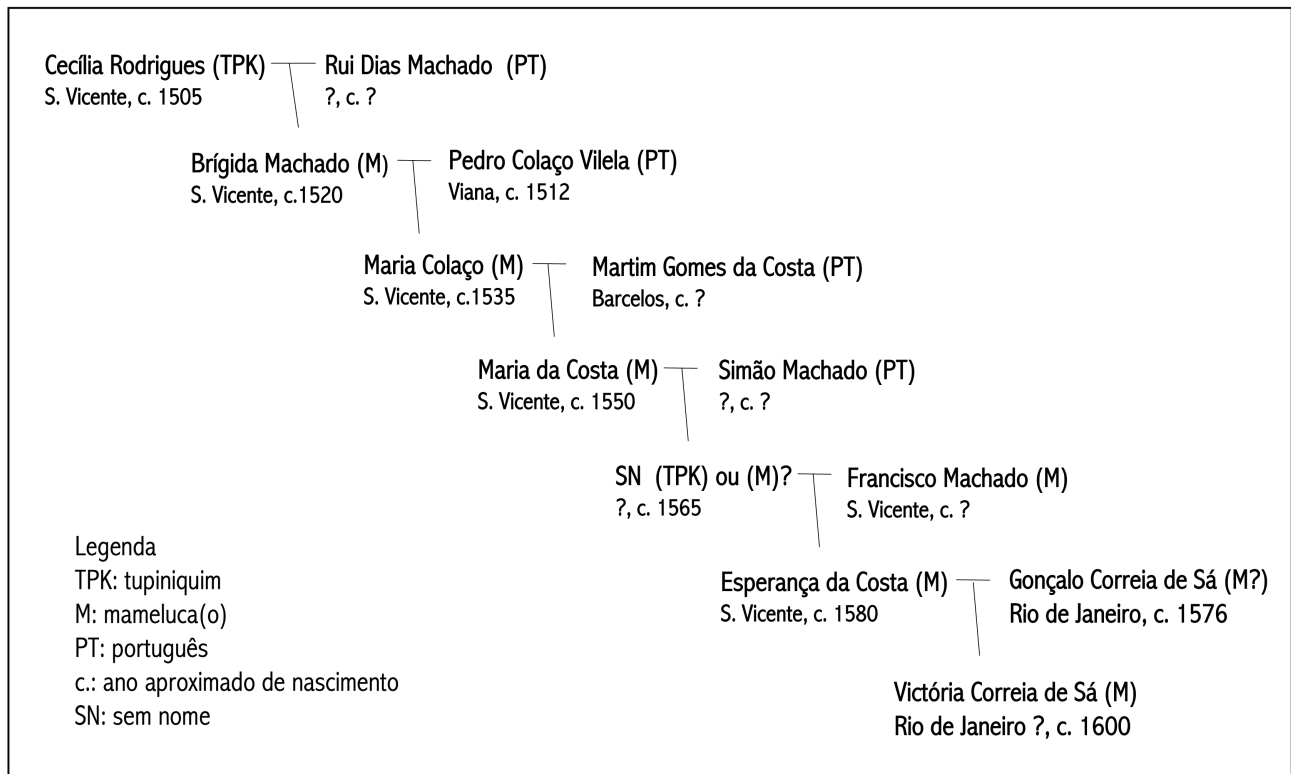 Cecília Rodrigues (TPK) Rui Dias Machado (PT)
S. Vicente, c. 1505 ?, c. ?
Brígida Machado (M) Pedro Colaço Vilela (PT)
S. Vicente, c.1520 Viana, c. 1512
Maria Colaço (M) Martim Gomes da Costa (PT)
S. Vicente, c.1535 Barcelos, c. ?
Maria da Costa (M) Simão Machado (PT)
S. Vicente, c. 1550 ?, c. ?
SN (TPK) ou (M)? Francisco Machado (M)
?, c. 1565 S. Vicente, c. ?
Esperança da Costa (M) Gonçalo Correia de Sá (M?)
S. Vicente, c. 1580 Rio de Janeiro, c. 1576
Victória Correia de Sá (M)
Rio de Janeiro ?, c. 1600
Legenda
TPK: tupiniquim
M: mameluca(o)
PT: português
c.: ano aproximado de nascimento
SN: sem nome